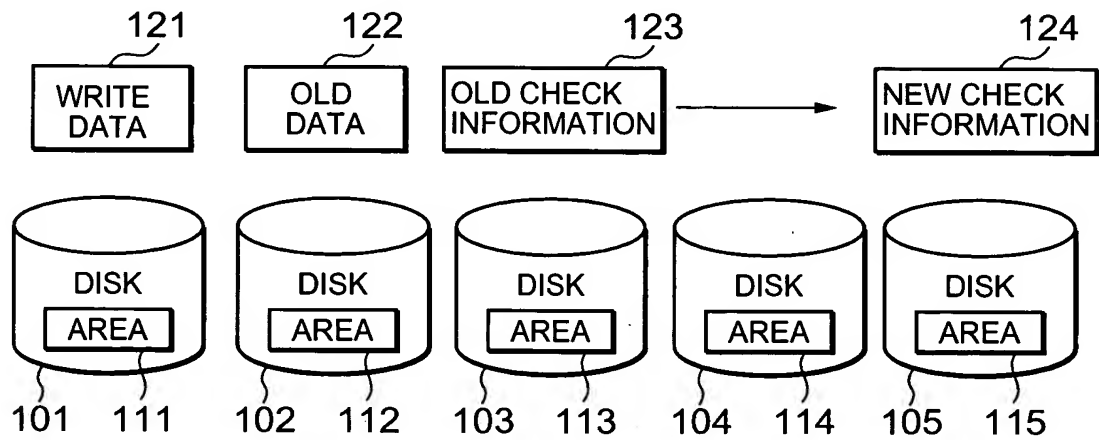 121 122 123 124
WRITE DATA
OLD DATA
OLD CHECK INFORMATION
NEW CHECK INFORMATION
DISK DISK DISK DISK DISK
AREA AREA AREA AREA AREA
101 111 102 112 103 113 104 114 105 115